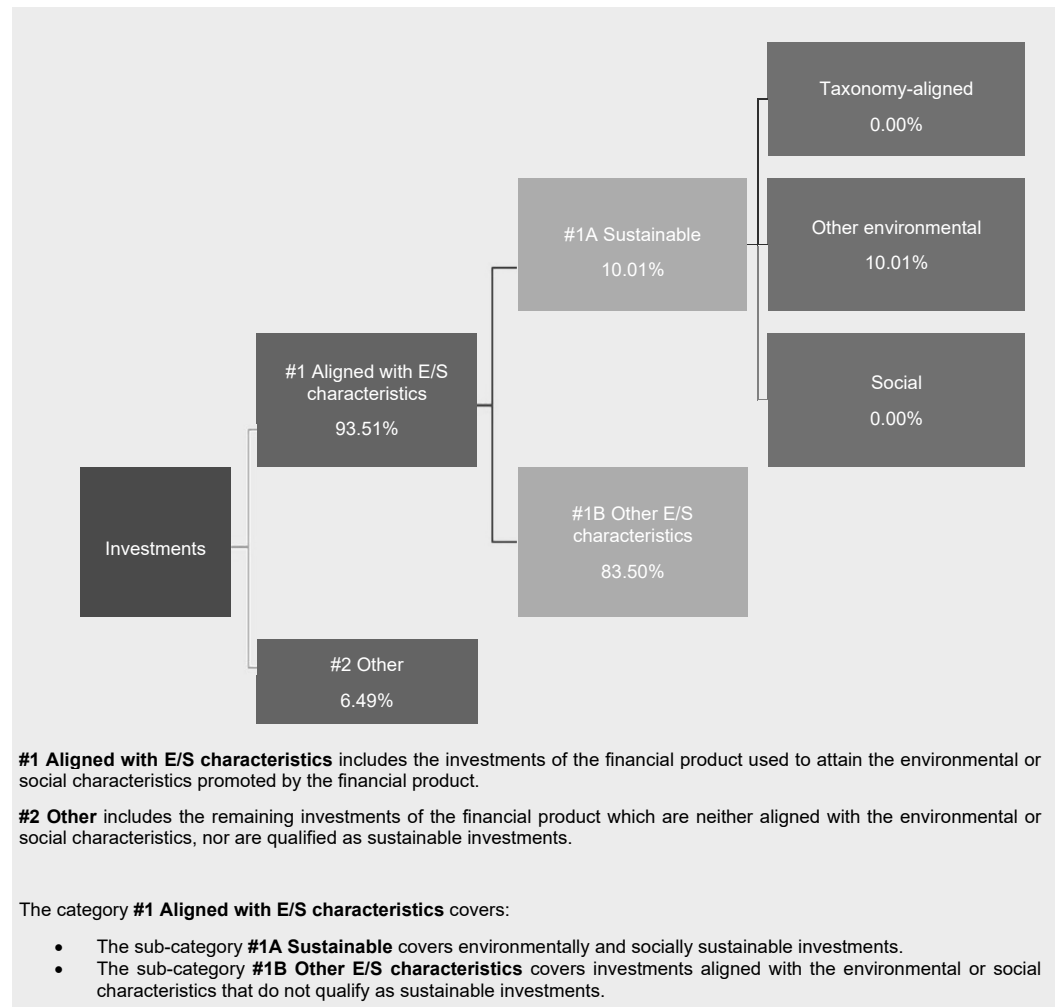 Taxonomy-aligned
0.00%
#1A Sustainable
10.01%
Other environmental
10.01%
#1 Aligned with E/S
characteristics
93.51%
Social
0.00%
Investments
#1B Other E/S
characteristics
83.50%
#2 Other
6.49%
#1 Aligned with E/S characteristics includes the investments of the financial product used to attain the environmental or
social characteristics promoted by the financial product.
#2 Other includes the remaining investments of the financial product which are neither aligned with the environmental or
social characteristics, nor are qualified as sustainable investments.
The category #1 Aligned with E/S characteristics covers:
• The sub-category #1A Sustainable covers environmentally and socially sustainable investments.
• The sub-category #1B Other E/S characteristics covers investments aligned with the environmental or social
characteristics that do not qualify as sustainable investments.